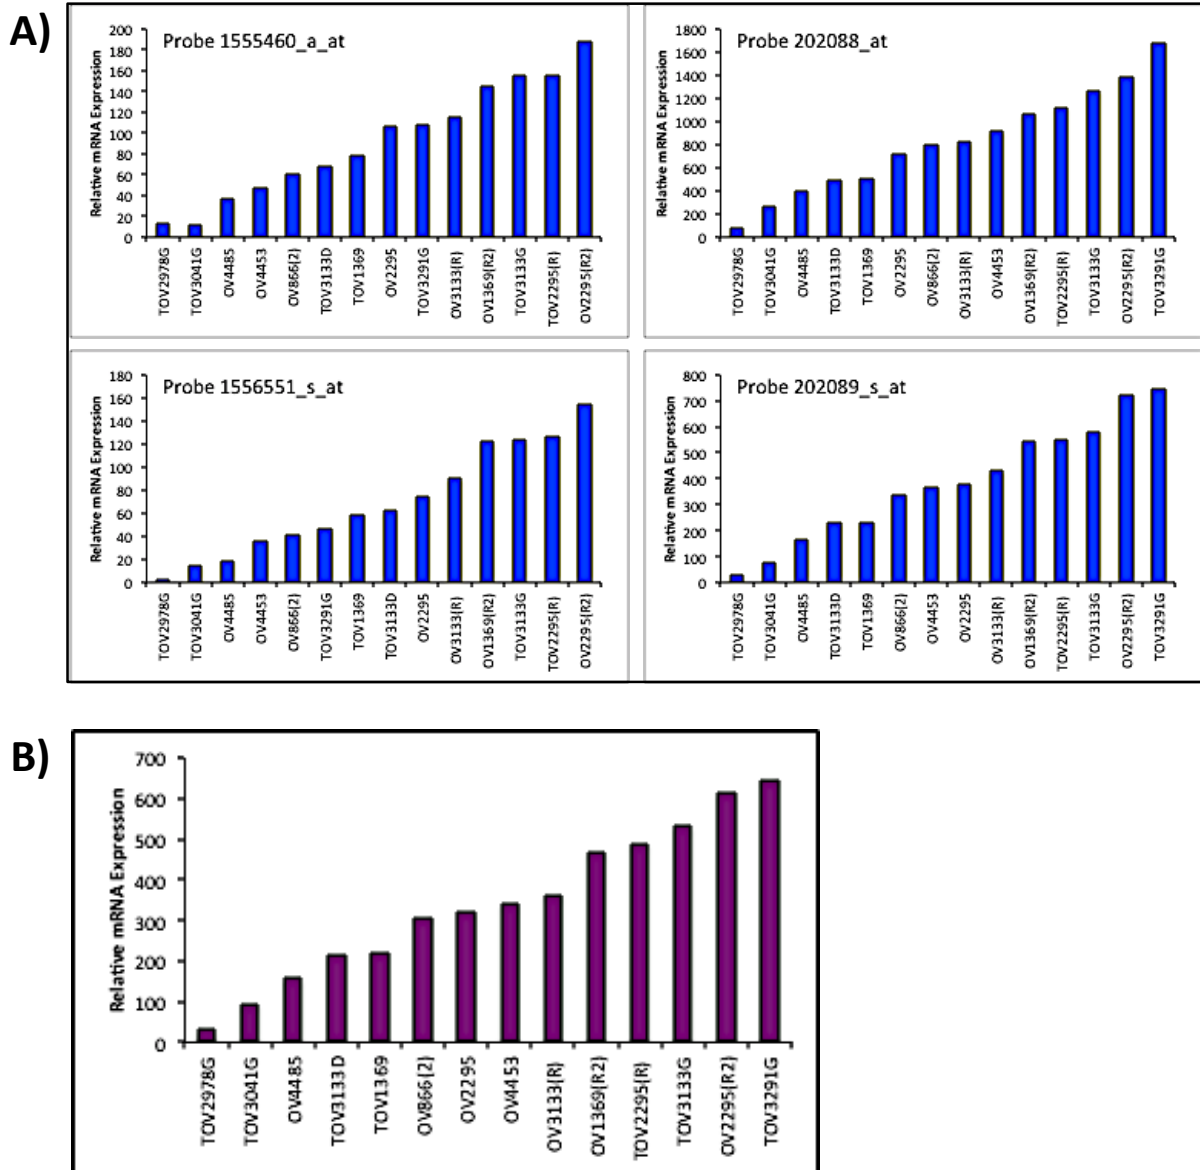 A)
Probe 1555460_a_at
Relative mRNA Expression
200
180
160
140
120
100
80
60
40
20
0
TOV2978G
TOV3041G
OV4485
OV4453
OV866(2)
TOV3133D
TOV1369
OV2295
TOV3291G
OV3133(R)
OV1369(R2)
TOV3133G
TOV2295(R)
OV2295(R2)
Probe 202088_at
Relative mRNA Expression
1800
1600
1400
1200
1000
800
600
400
200
0
TOV2978G
TOV3041G
OV4485
TOV3133D
TOV1369
OV2295
OV866(2)
OV3133(R)
OV4453
OV1369(R2)
TOV2295(R)
TOV3133G
OV2295(R2)
TOV3291G
Probe 1556551_s_at
Relative mRNA Expression
180
160
140
120
100
80
60
40
20
0
TOV2978G
TOV3041G
OV4485
OV4453
OV866(2)
TOV3291G
TOV1369
TOV3133D
OV2295
OV3133(R)
OV1369(R2)
TOV3133G
TOV2295(R)
OV2295(R2)
Probe 202089_s_at
Relative mRNA Expression
800
700
600
500
400
300
200
100
0
TOV2978G
TOV3041G
OV4485
TOV3133D
TOV1369
OV866(2)
OV4453
OV2295
OV3133(R)
OV1369(R2)
TOV2295(R)
TOV3133G
OV2295(R2)
TOV3291G
B)
Relative mRNA Expression
700
600
500
400
300
200
100
0
TOV2978G
TOV3041G
OV4485
TOV3133D
TOV1369
OV866(2)
OV2295
OV4453
OV3133(R)
OV1369(R2)
TOV2295(R)
TOV3133G
OV2295(R2)
TOV3291G